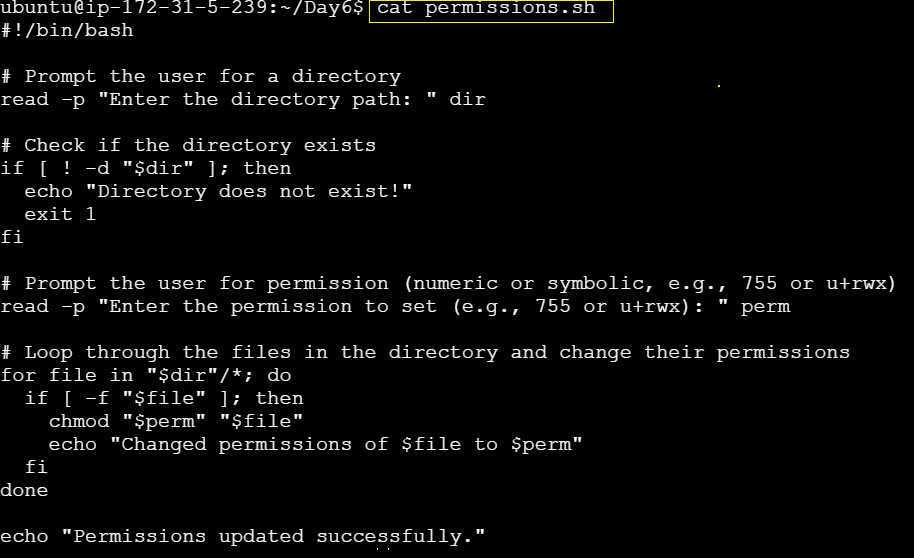 ubuntu@ip-172-31-5-239:~/Day6$ cat permissions.sh
#!/bin/bash
# Prompt the user for a directory
read -p "Enter the directory path: " dir
# Check if the directory exists
if [ ! -d "$dir" ]; then
  echo "Directory does not exist!"
  exit 1
fi
# Prompt the user for permission (numeric or symbolic, e.g., 755 or u+rwx)
read -p "Enter the permission to set (e.g., 755 or u+rwx): " perm
# Loop through the files in the directory and change their permissions
for file in "$dir"/*; do
  if [ -f "$file" ]; then
    chmod "$perm" "$file"
    echo "Changed permissions of $file to $perm"
  fi
done
echo "Permissions updated successfully."